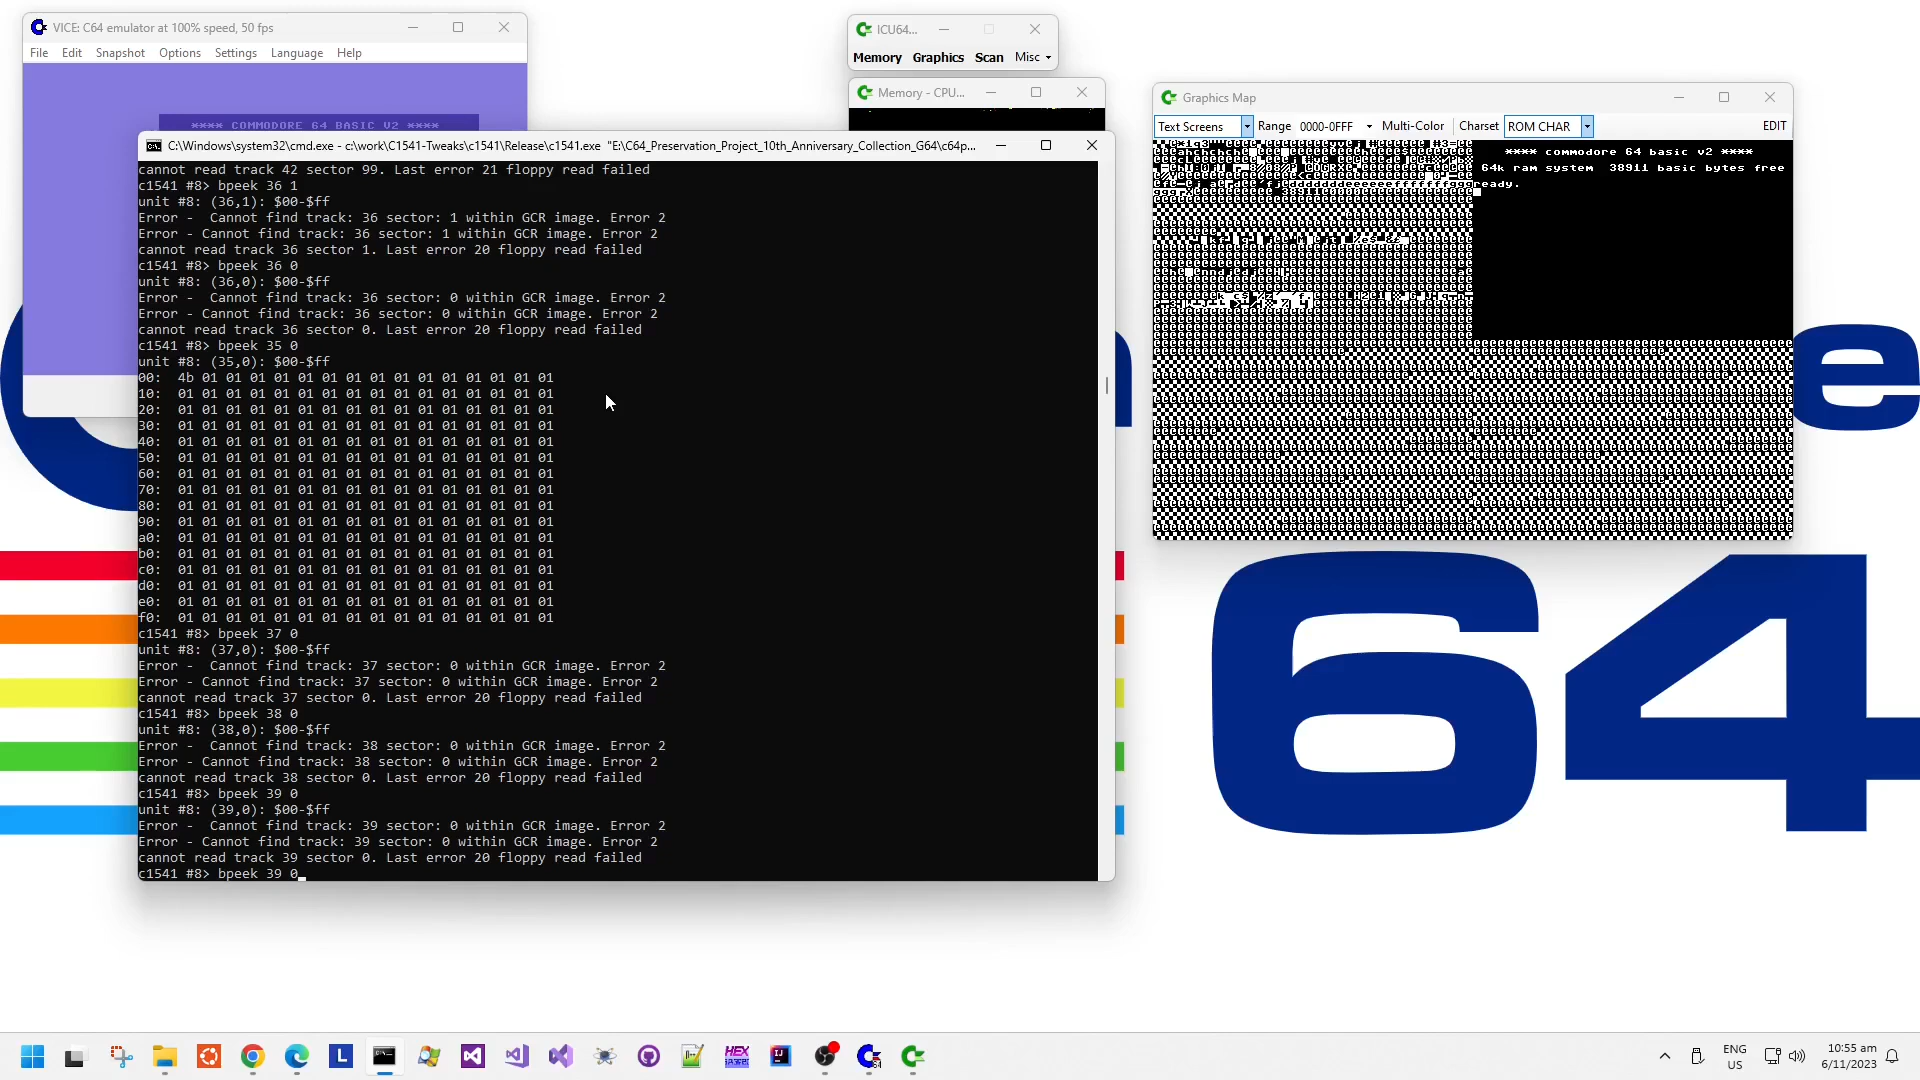 VICE: C64 emulator at 100% speed, 50 fps
File Edit Snapshot Options Settings Language Help
**** COMMODORE 64 BASIC V2 ****
ICU64...
Memory Graphics Scan Misc
Memory - CPU...
Graphics Map
Text Screens Range 0000-0FFF Multi-Color Charset ROM CHAR EDIT
**** commodore 64 basic v2 ****
64k ram system 38911 basic bytes free
ready.
C:\Windows\system32\cmd.exe - c:\work\C1541-Tweaks\c1541\Release\c1541.exe "E:\C64_Preservation_Project_10th_Anniversary_Collection_G64\c64p...
cannot read track 42 sector 99. Last error 21 floppy read failed
c1541 #8> bpeek 36 1
unit #8: (36,1): $00-$ff
Error -  Cannot find track: 36 sector: 1 within GCR image. Error 2
Error - Cannot find track: 36 sector: 1 within GCR image. Error 2
cannot read track 36 sector 1. Last error 20 floppy read failed
c1541 #8> bpeek 36 0
unit #8: (36,0): $00-$ff
Error -  Cannot find track: 36 sector: 0 within GCR image. Error 2
Error - Cannot find track: 36 sector: 0 within GCR image. Error 2
cannot read track 36 sector 0. Last error 20 floppy read failed
c1541 #8> bpeek 35 0
unit #8: (35,0): $00-$ff
00:  4b 01 01 01 01 01 01 01 01 01 01 01 01 01 01 01
10:  01 01 01 01 01 01 01 01 01 01 01 01 01 01 01 01
20:  01 01 01 01 01 01 01 01 01 01 01 01 01 01 01 01
30:  01 01 01 01 01 01 01 01 01 01 01 01 01 01 01 01
40:  01 01 01 01 01 01 01 01 01 01 01 01 01 01 01 01
50:  01 01 01 01 01 01 01 01 01 01 01 01 01 01 01 01
60:  01 01 01 01 01 01 01 01 01 01 01 01 01 01 01 01
70:  01 01 01 01 01 01 01 01 01 01 01 01 01 01 01 01
80:  01 01 01 01 01 01 01 01 01 01 01 01 01 01 01 01
90:  01 01 01 01 01 01 01 01 01 01 01 01 01 01 01 01
a0:  01 01 01 01 01 01 01 01 01 01 01 01 01 01 01 01
b0:  01 01 01 01 01 01 01 01 01 01 01 01 01 01 01 01
c0:  01 01 01 01 01 01 01 01 01 01 01 01 01 01 01 01
d0:  01 01 01 01 01 01 01 01 01 01 01 01 01 01 01 01
e0:  01 01 01 01 01 01 01 01 01 01 01 01 01 01 01 01
f0:  01 01 01 01 01 01 01 01 01 01 01 01 01 01 01 01
c1541 #8> bpeek 37 0
unit #8: (37,0): $00-$ff
Error -  Cannot find track: 37 sector: 0 within GCR image. Error 2
Error - Cannot find track: 37 sector: 0 within GCR image. Error 2
cannot read track 37 sector 0. Last error 20 floppy read failed
c1541 #8> bpeek 38 0
unit #8: (38,0): $00-$ff
Error -  Cannot find track: 38 sector: 0 within GCR image. Error 2
Error - Cannot find track: 38 sector: 0 within GCR image. Error 2
cannot read track 38 sector 0. Last error 20 floppy read failed
c1541 #8> bpeek 39 0
unit #8: (39,0): $00-$ff
Error -  Cannot find track: 39 sector: 0 within GCR image. Error 2
Error - Cannot find track: 39 sector: 0 within GCR image. Error 2
cannot read track 39 sector 0. Last error 20 floppy read failed
c1541 #8> bpeek 39 0_
e
64
L
HEX
IJ
64
ENG
US
10:55 am
6/11/2023